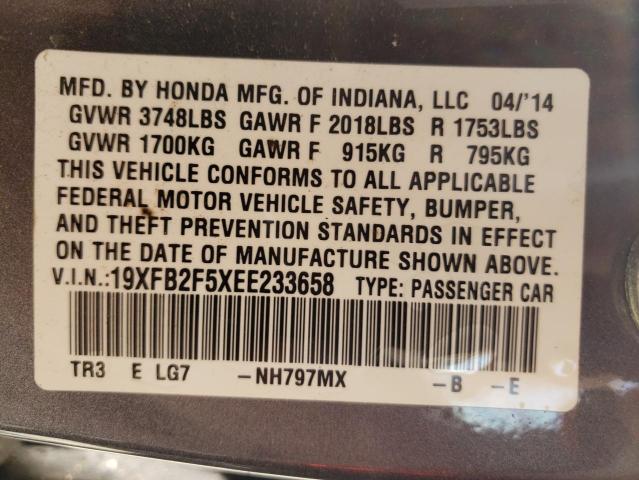 MFD. BY HONDA MFG. OF INDIANA, LLC 04/'14
GVWR 3748LBS GAWR F 2018LBS R 1753LBS
GVWR 1700KG GAWR F 915KG R 795KG
THIS VEHICLE CONFORMS TO ALL APPLICABLE
FEDERAL MOTOR VEHICLE SAFETY, BUMPER,
AND THEFT PREVENTION STANDARDS IN EFFECT
ON THE DATE OF MANUFACTURE SHOWN ABOVE.
V.I.N.:19XFB2F5XEE233658 TYPE: PASSENGER CAR
TR3 E LG7 -NH797MX -B -E